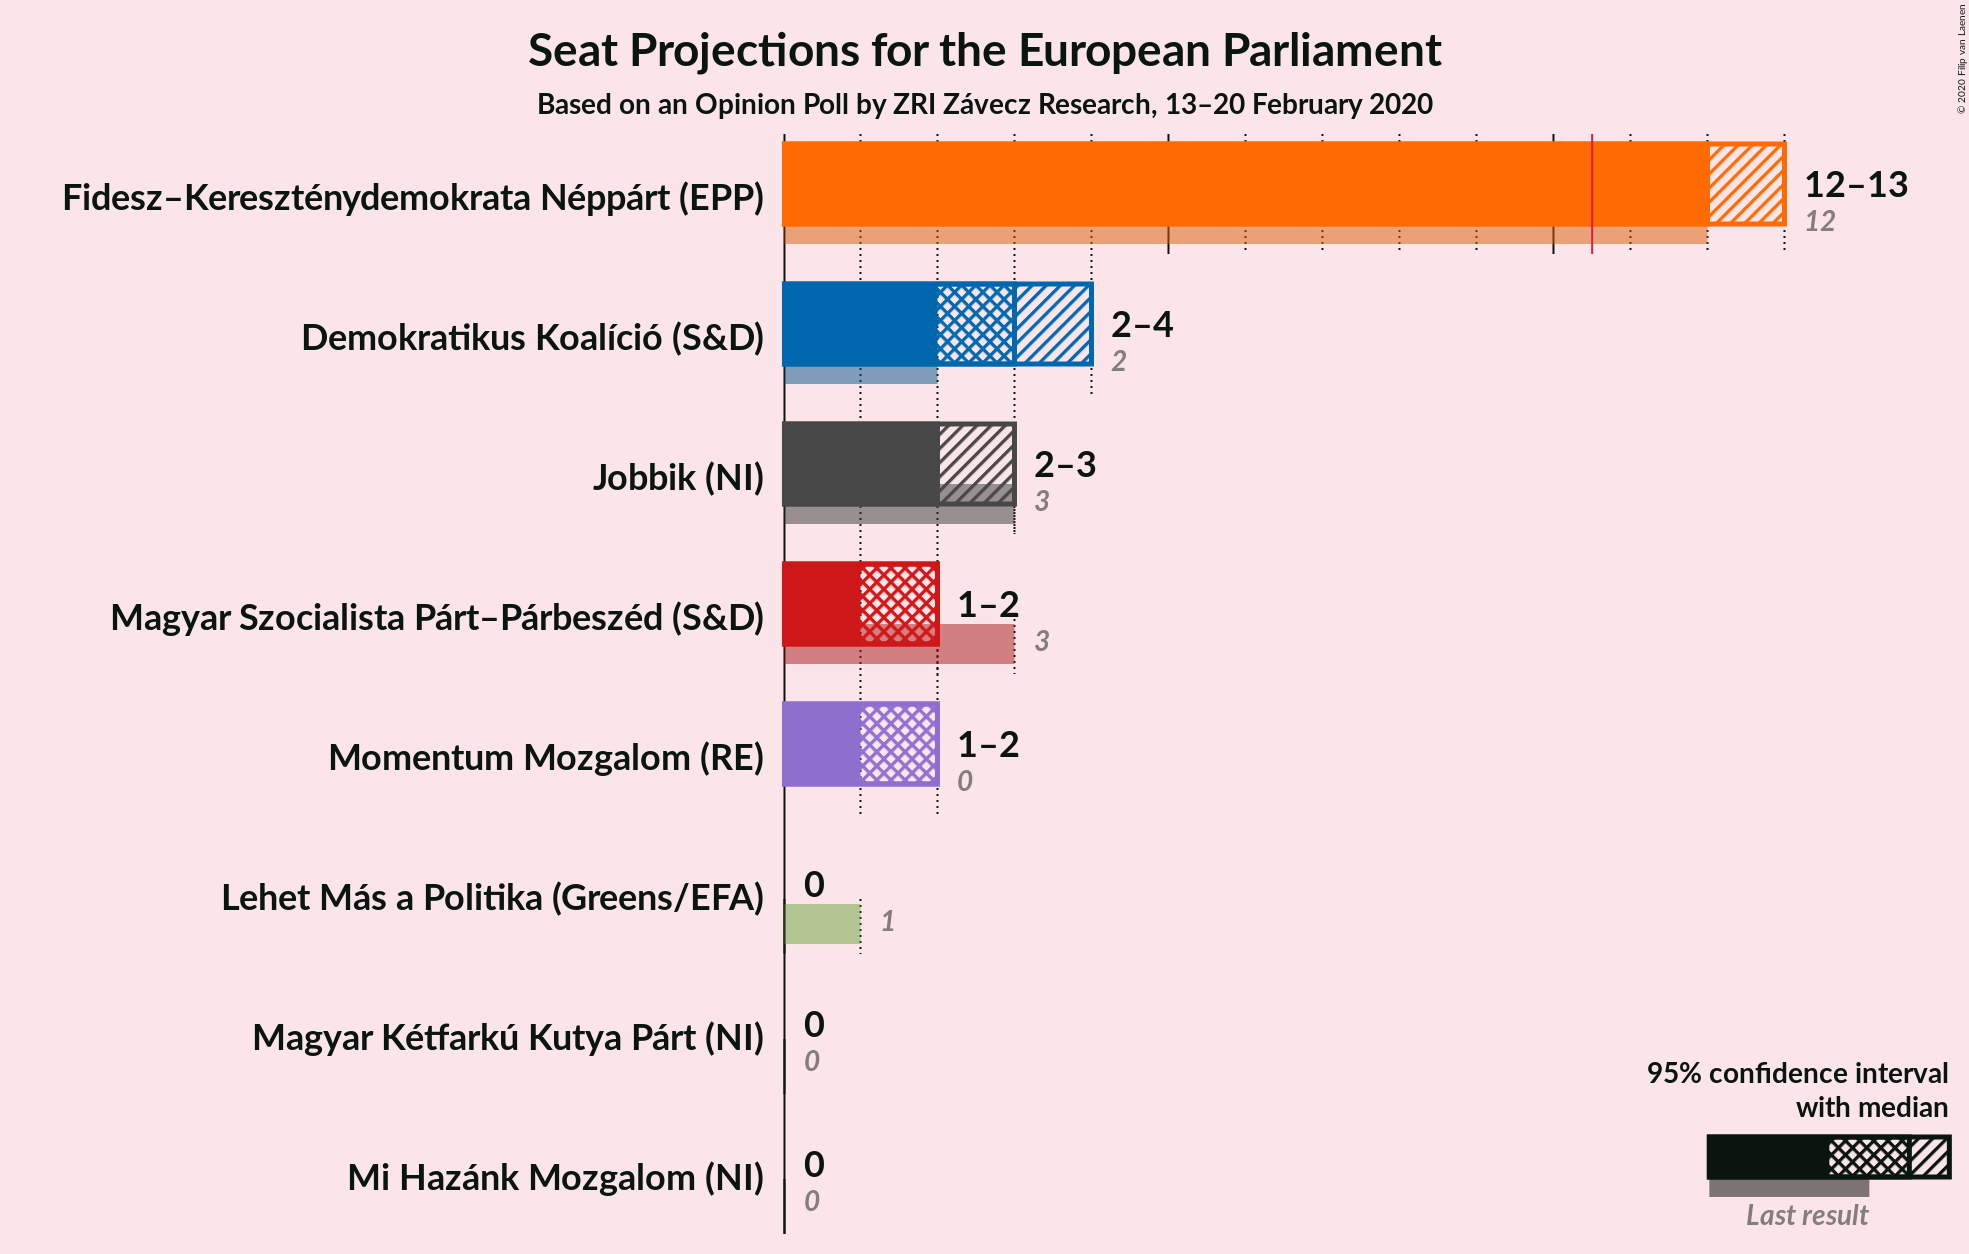 Seat Projections for the European Parliament
Based on an Opinion Poll by ZRI Závecz Research, 13–20 February 2020
© 2020 Filip van Laenen
Fidesz–Kereszténydemokrata Néppárt (EPP)
12–13
12
Demokratikus Koalíció (S&D)
2–4
2
Jobbik (NI)
2–3
3
Magyar Szocialista Párt–Párbeszéd (S&D)
1–2
3
Momentum Mozgalom (RE)
1–2
0
Lehet Más a Politika (Greens/EFA)
0
1
Magyar Kétfarkú Kutya Párt (NI)
0
0
Mi Hazánk Mozgalom (NI)
0
0
95% confidence interval
with median
Last result